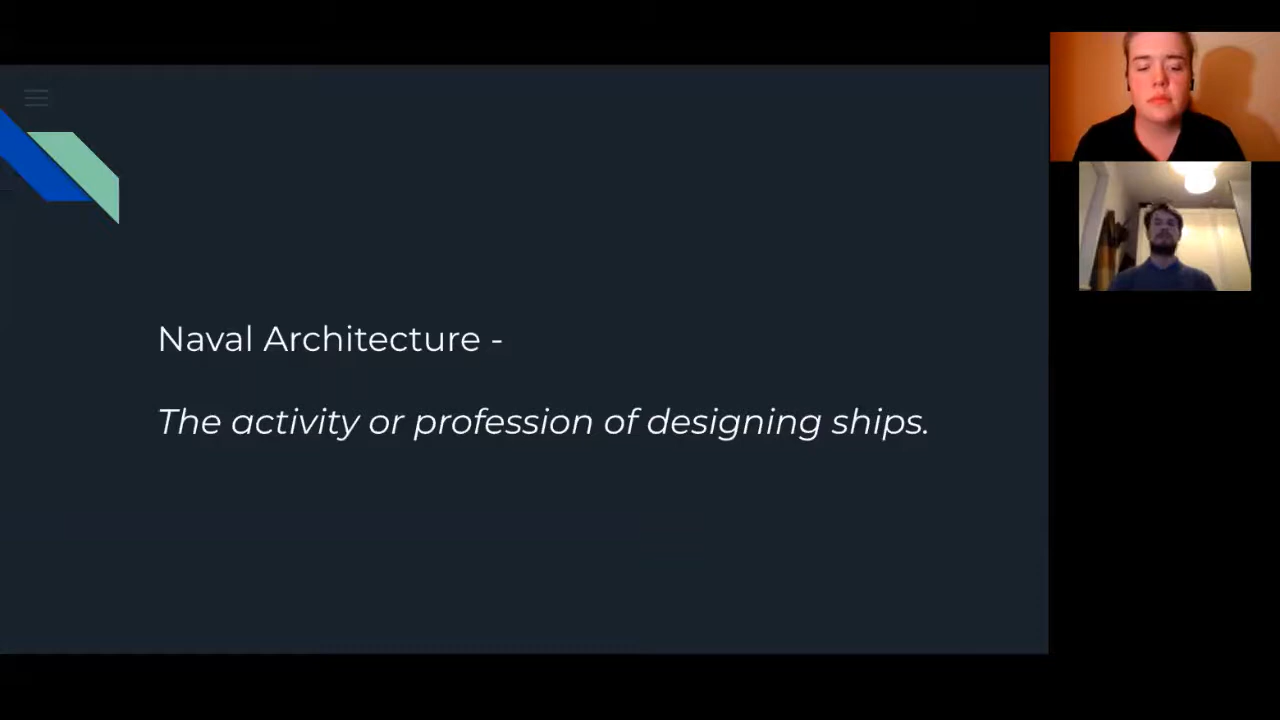 Naval Architecture -
The activity or profession of designing ships.